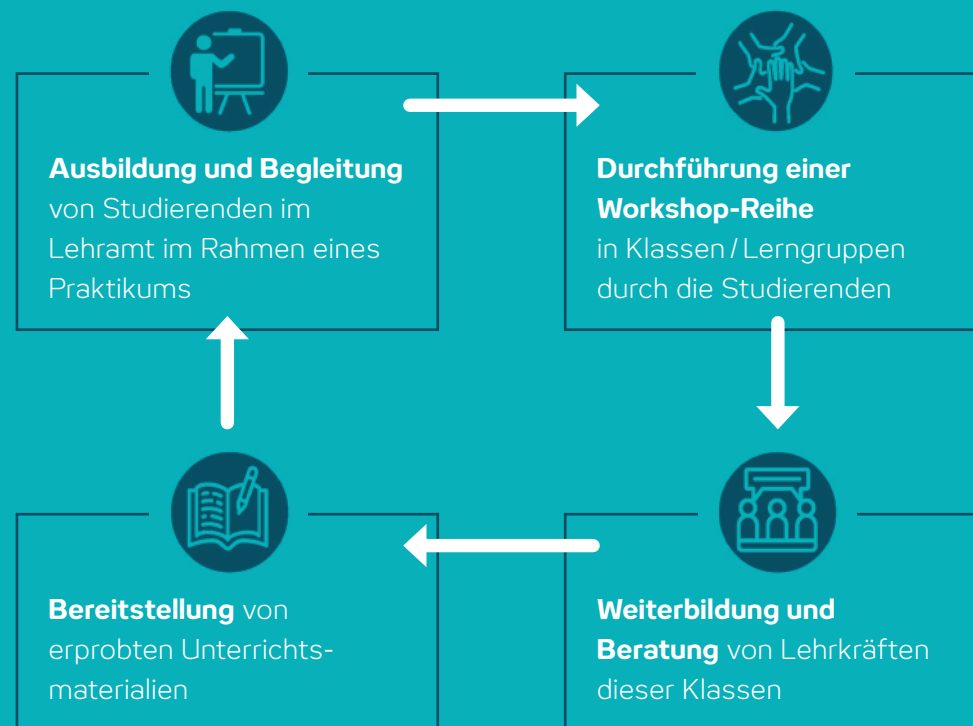 Ausbildung und Begleitung
von Studierenden im
Lehramt im Rahmen eines
Praktikums
Durchführung einer
Workshop-Reihe
in Klassen / Lerngruppen
durch die Studierenden
Bereitstellung von
erprobten Unterrichts-
materialien
Weiterbildung und
Beratung von Lehrkräften
dieser Klassen